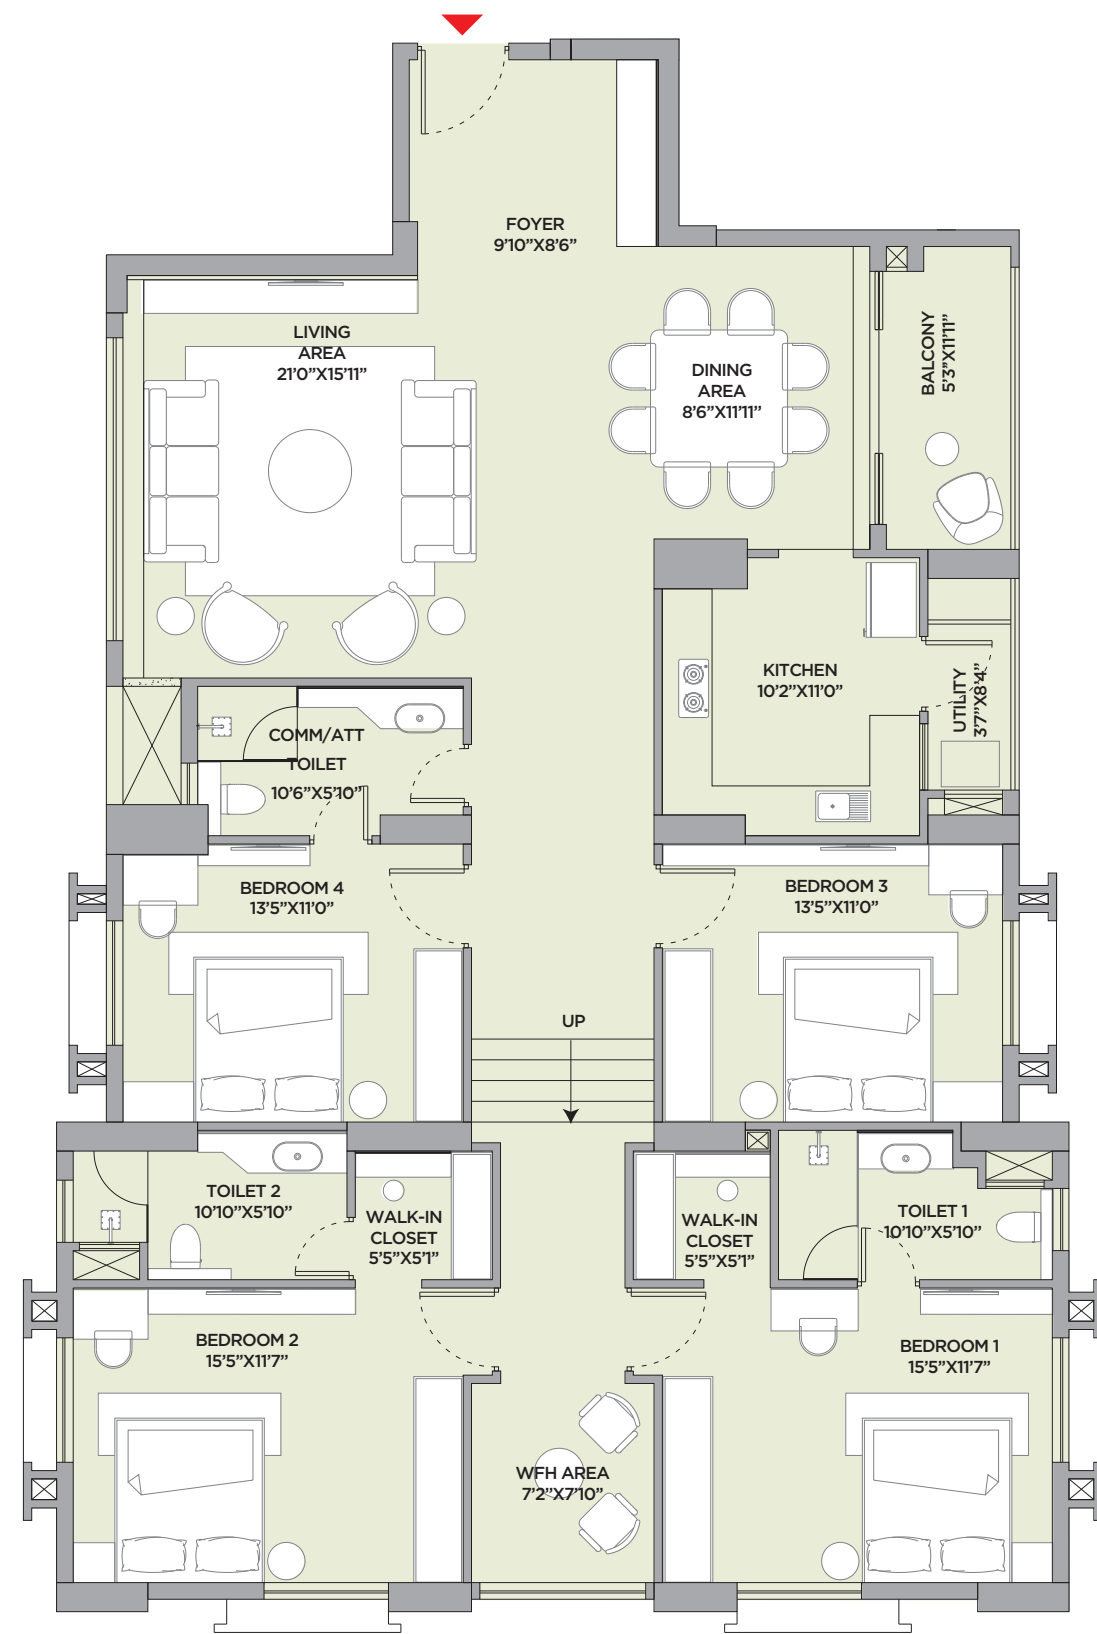 FOYER
9'10”X8'6”
LIVING
AREA
21'0”X15'11”
DINING
AREA
8'6”X11'11”
BALCONY
5'3”X11'11”
KITCHEN
10'2”X11'0”
UTILITY
3'7”X8'4”
COMM/ATT
TOILET
10'6”X5'10”
BEDROOM 4
13'5”X11'0”
BEDROOM 3
13'5”X11'0”
UP
TOILET 2
10'10”X5'10”
WALK-IN
CLOSET
5'5”X5'1”
WALK-IN
CLOSET
5'5”X5'1”
TOILET 1
10'10”X5'10”
BEDROOM 2
15'5”X11'7”
BEDROOM 1
15'5”X11'7”
WFH AREA
7'2”X7'10”